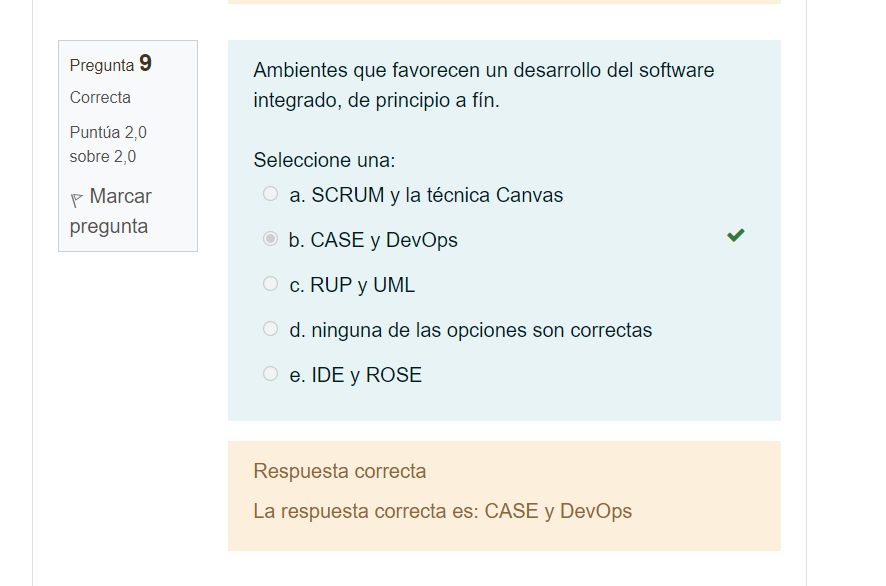 Pregunta 9
Correcta
Puntúa 2,0
sobre 2,0
Marcar
pregunta
Ambientes que favorecen un desarrollo del software
integrado, de principio a fín.
Seleccione una:
a. SCRUM y la técnica Canvas
b. CASE y DevOps
c. RUP y UML
d. ninguna de las opciones son correctas
e. IDE y ROSE
Respuesta correcta
La respuesta correcta es: CASE y DevOps